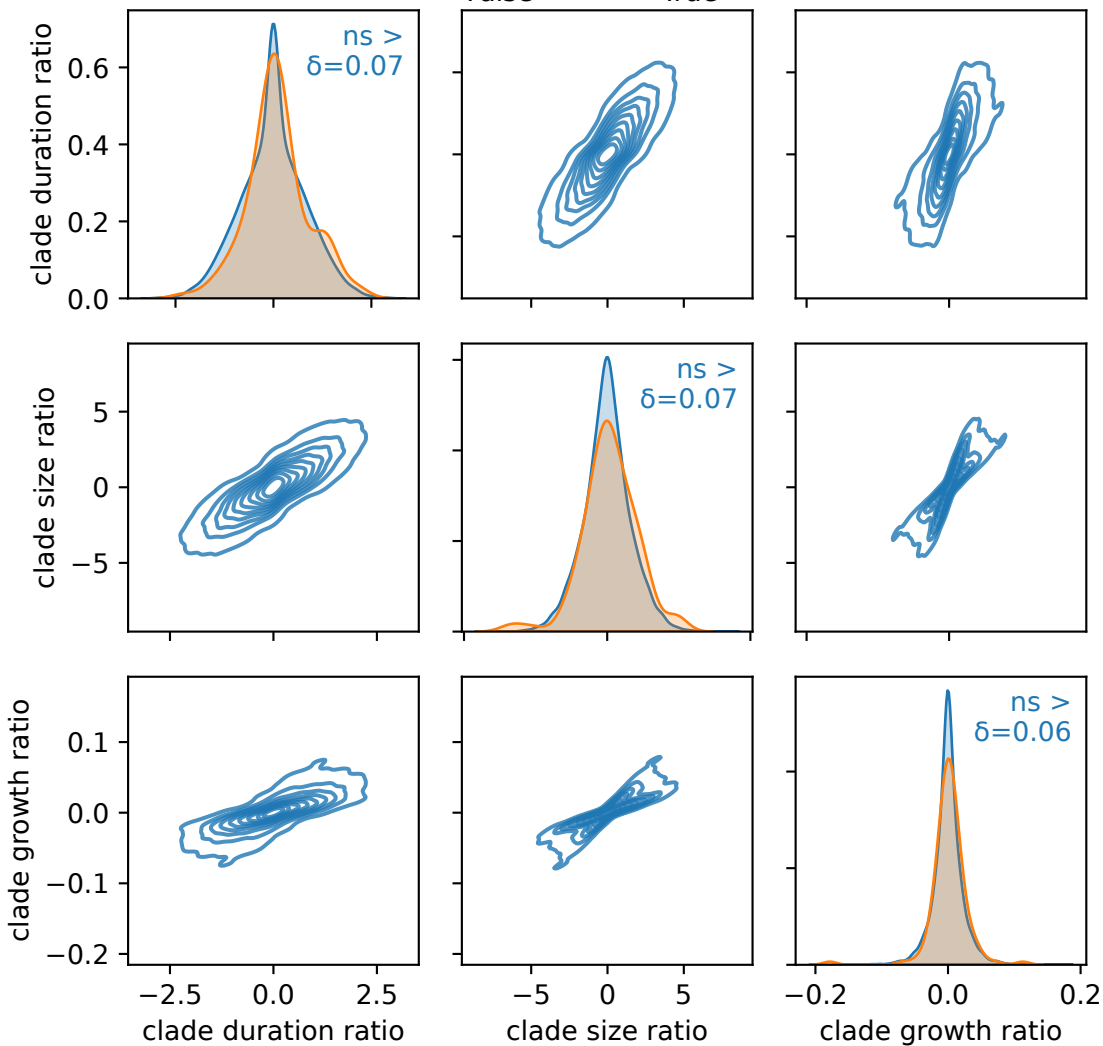 clade duration ratio
0.6
0.4
0.2
0.0
ns >
δ=0.07
clade size ratio
5
0
−5
ns >
δ=0.07
clade growth ratio
0.1
0.0
−0.1
−0.2
ns >
δ=0.06
−2.5 0.0 2.5
−5 0 5
−0.2 0.0 0.2
clade duration ratio
clade size ratio
clade growth ratio